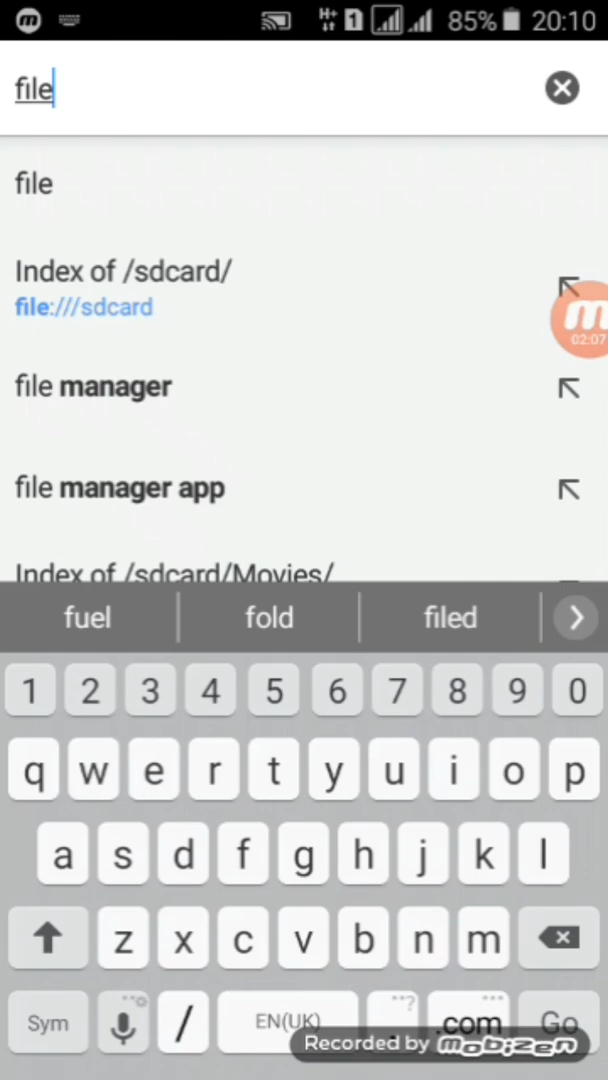 H+ 1 85% 20:10
file
file
Index of /sdcard/
file:///sdcard
m
02:07
file manager
file manager app
Index of /sdcard/Movies/
fuel fold filed
1 2 3 4 5 6 7 8 9 0
q w e r t y u i o p
a s d f g h j k l
z x c v b n m
Sym / EN(UK) . .com Go
Recorded by mobizen